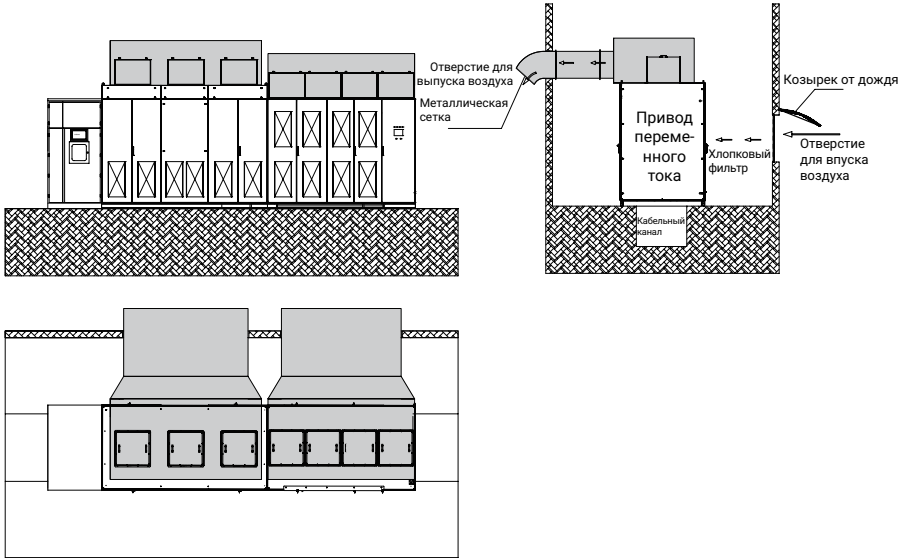 Отверстие для
выпуска воздуха
Металлическая
сетка
Привод
переме-
нного
тока
Хлопковый
фильтр
Кабельный
канал
Козырек от дождя
Отверстие
для впуска
воздуха